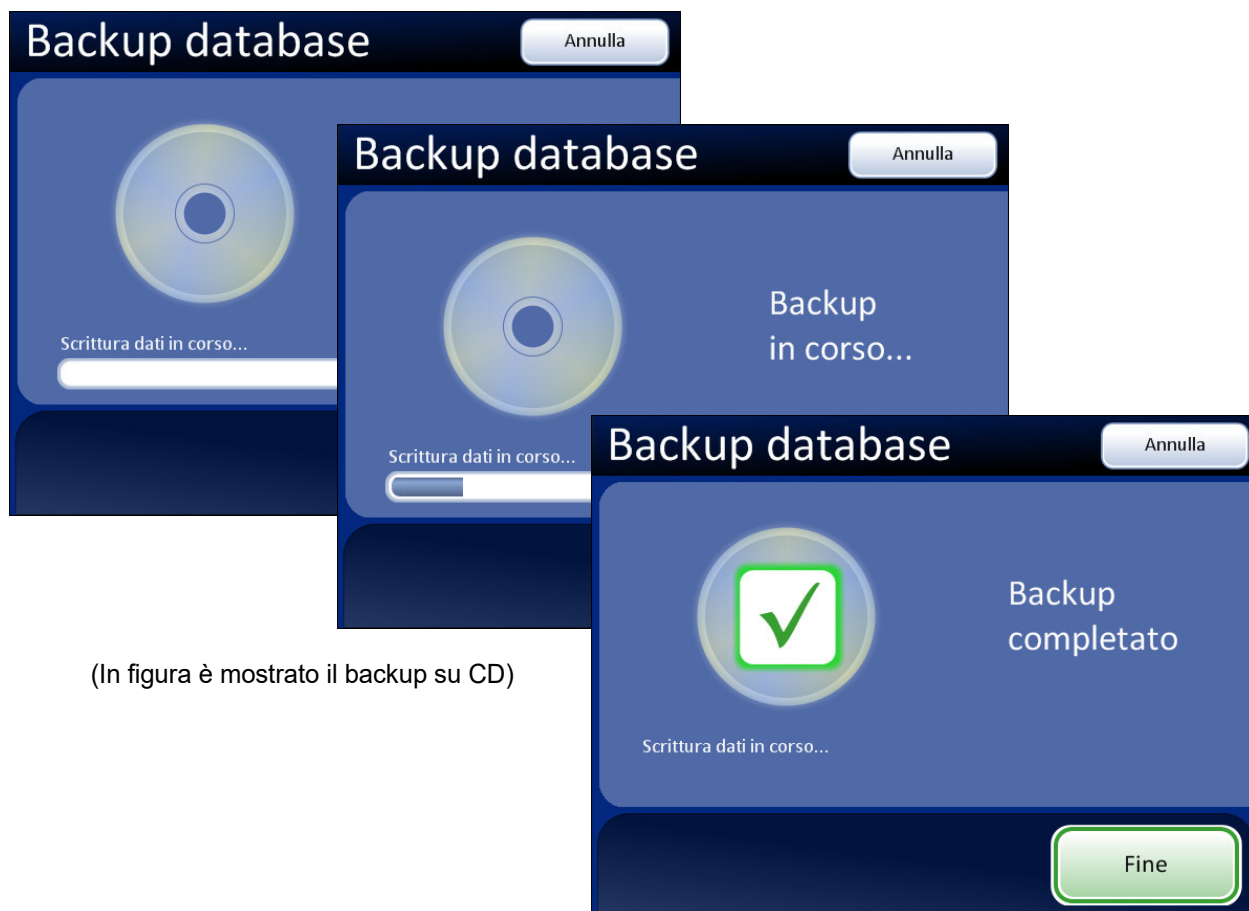 Backup database
Annulla
Scrittura dati in corso...
Backup database
Annulla
Backup
in corso...
Scrittura dati in corso...
Backup database
Annulla
Backup
completato
Scrittura dati in corso...
Fine
(In figura è mostrato il backup su CD)